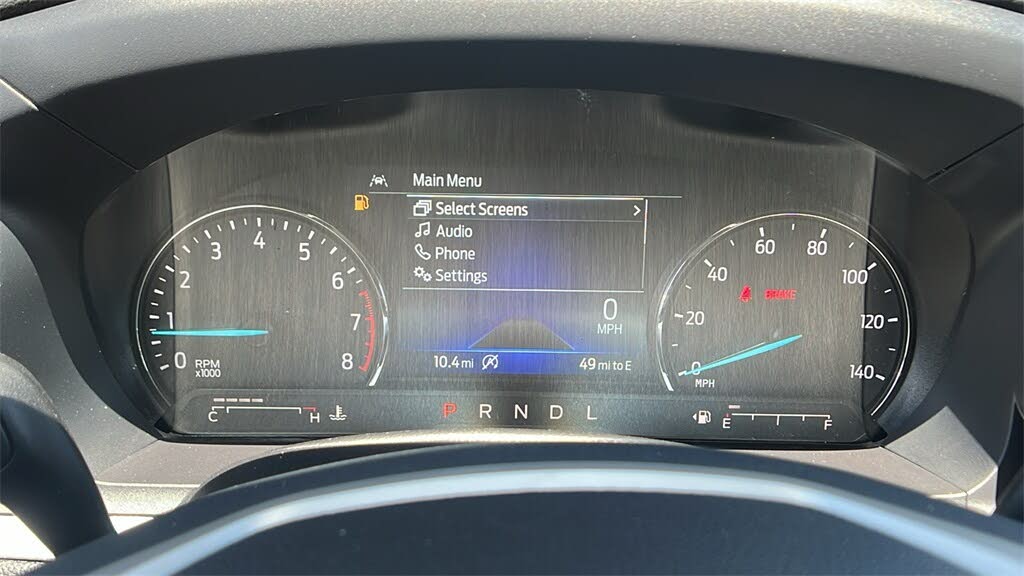 Main Menu
Select Screens
Audio
Phone
Settings
0
MPH
10.4 mi
49 mi to E
0
1
2
3
4
5
6
7
8
RPM
x1000
C
H
P R N D L
0
20
40
60
80
100
120
140
MPH
BRAKE
E
F